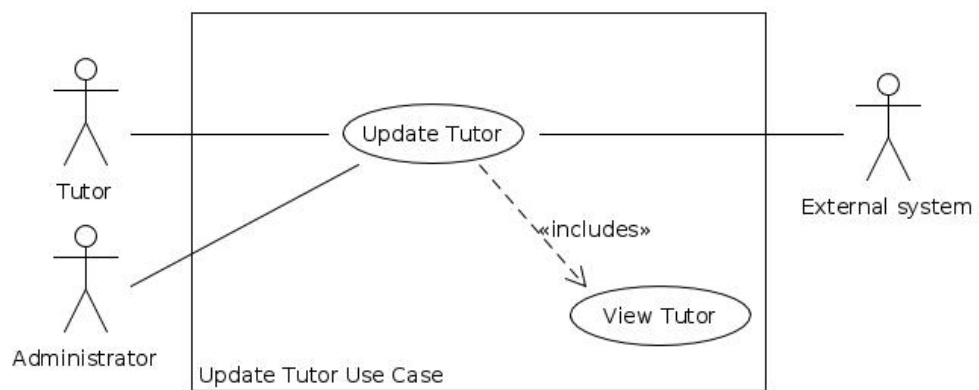 Update Tutor
Tutor
External system
«includes»
View Tutor
Administrator
Update Tutor Use Case